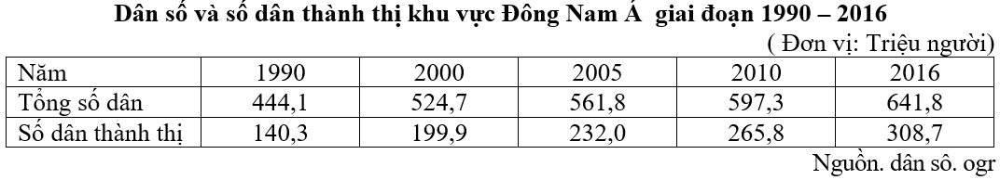 Dân số và số dân thành thị khu vực Đông Nam Á giai đoạn 1990 – 2016
( Đơn vị: Triệu người)
Năm 1990 2000 2005 2010 2016
Tổng số dân 444,1 524,7 561,8 597,3 641,8
Số dân thành thị 140,3 199,9 232,0 265,8 308,7
Nguồn. dân sô. ogr